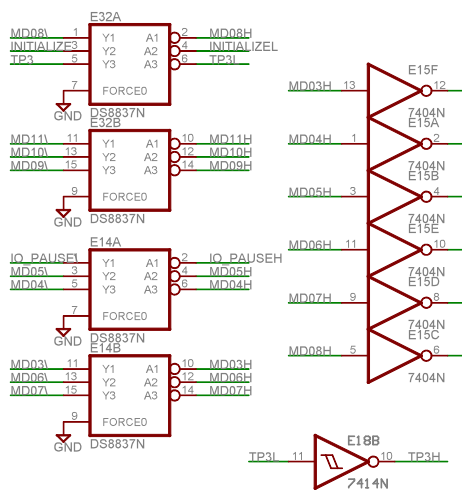 E32A
MD08\ 1 Y1 A1 2 MD08H
INITIALIZE 3 Y2 A2 4 INITIALIZEL
TP3 5 Y3 A3 6 TP3L
7 FORCE0
GND DS8837N
E32B
MD11\ 11 Y1 A1 10 MD11H
MD10\ 13 Y2 A2 12 MD10H
MD09\ 15 Y3 A3 14 MD09H
9 FORCE0
GND DS8837N
E14A
IO_PAUSE\ 1 Y1 A1 2 IO_PAUSEH
MD05\ 3 Y2 A2 4 MD05H
MD04\ 5 Y3 A3 6 MD04H
7 FORCE0
GND DS8837N
E14B
MD03\ 11 Y1 A1 10 MD03H
MD06\ 13 Y2 A2 12 MD06H
MD07\ 15 Y3 A3 14 MD07H
9 FORCE0
GND DS8837N
E15F
MD03H 13 12
7404N
E15A
MD04H 1 2
7404N
E15B
MD05H 3 4
7404N
E15E
MD06H 11 10
7404N
E15D
MD07H 9 8
7404N
E15C
MD08H 5 6
7404N
E18B
TP3L 11 10 TP3H
7414N